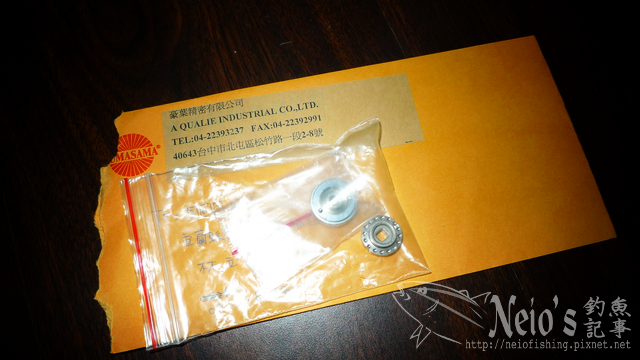 豪葉精密有限公司
A QUALIE INDUSTRIAL CO.,LTD.
TEL:04-22393237 FAX:04-22392991
40643台中市北屯區松竹路一段2-8號
OMASAMA
Neio's 釣魚記事
http://neiofishing.pixnet.net